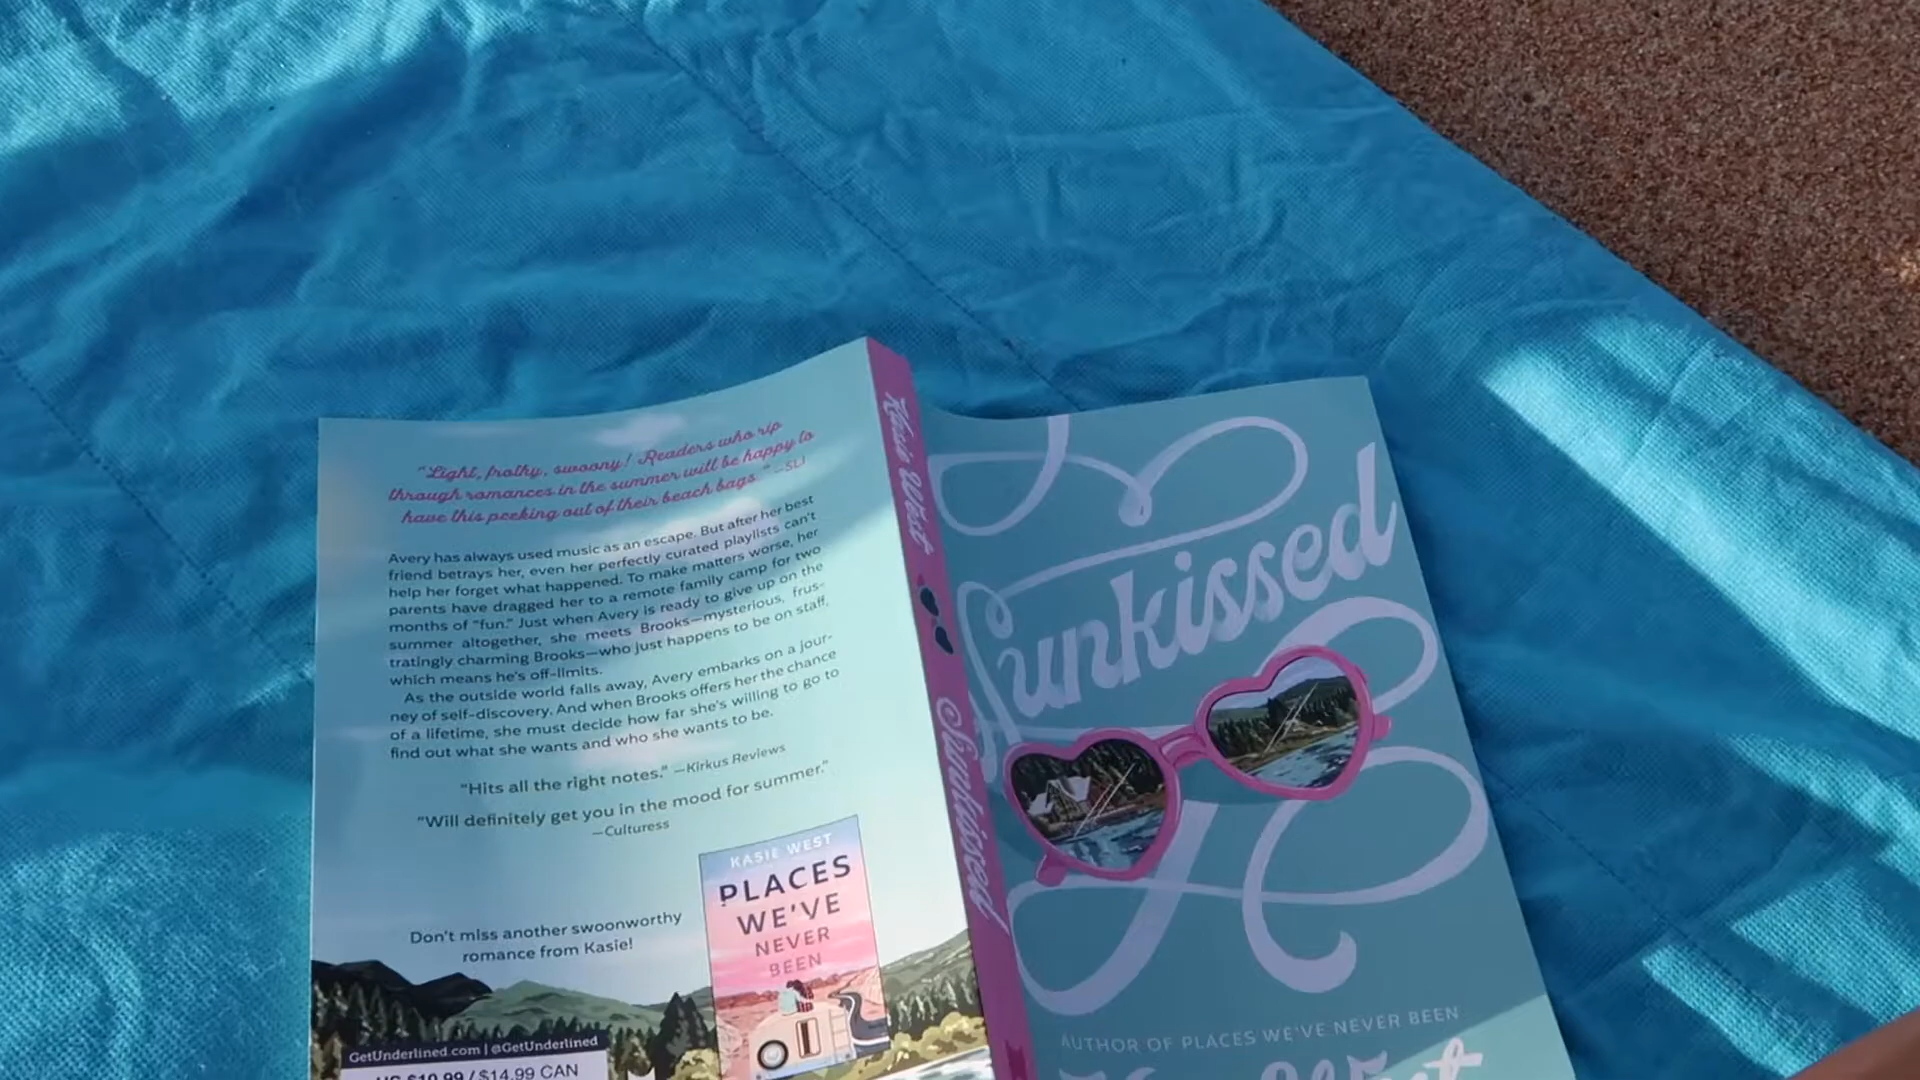 "Light, frothy, swoony! Readers who rip
through romances in the summer will be happy to
have this peeking out of their beach bags." —SLJ
Avery has always used music as an escape. But after her best
friend betrays her, even her perfectly curated playlists can't
help her forget what happened. To make matters worse, her
parents have dragged her to a remote family camp for two
months of "fun." Just when Avery is ready to give up on the
summer altogether, she meets Brooks—mysterious, frus-
tratingly charming Brooks—who just happens to be on staff,
which means he's off-limits.
As the outside world falls away, Avery embarks on a jour-
ney of self-discovery. And when Brooks offers her the chance
of a lifetime, she must decide how far she's willing to go to
find out what she wants and who she wants to be.
"Hits all the right notes." —Kirkus Reviews
"Will definitely get you in the mood for summer."
—Culturess
Don't miss another swoonworthy
romance from Kasie!
KASIE WEST
PLACES
WE'VE
NEVER
BEEN
GetUnderlined.com | @GetUnderlined
US $10.99 / $14.99 CAN
Kasie West
Sunkissed
Sunkissed
AUTHOR OF PLACES WE'VE NEVER BEEN
Kasie West